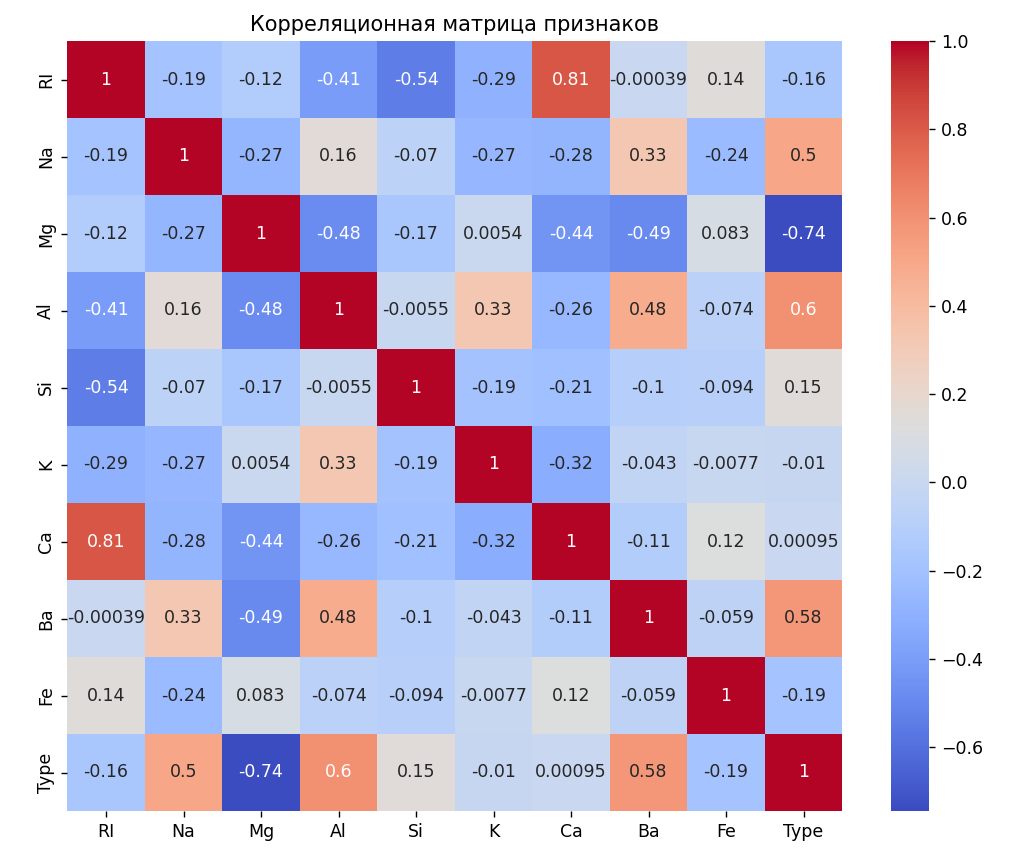 Корреляционная матрица признаков
RI 1 -0.19 -0.12 -0.41 -0.54 -0.29 0.81 -0.00039 0.14 -0.16
Na -0.19 1 -0.27 0.16 -0.07 -0.27 -0.28 0.33 -0.24 0.5
Mg -0.12 -0.27 1 -0.48 -0.17 0.0054 -0.44 -0.49 0.083 -0.74
Al -0.41 0.16 -0.48 1 -0.0055 0.33 -0.26 0.48 -0.074 0.6
Si -0.54 -0.07 -0.17 -0.0055 1 -0.19 -0.21 -0.1 -0.094 0.15
K -0.29 -0.27 0.0054 0.33 -0.19 1 -0.32 -0.043 -0.0077 -0.01
Ca 0.81 -0.28 -0.44 -0.26 -0.21 -0.32 1 -0.11 0.12 0.00095
Ba -0.00039 0.33 -0.49 0.48 -0.1 -0.043 -0.11 1 -0.059 0.58
Fe 0.14 -0.24 0.083 -0.074 -0.094 -0.0077 0.12 -0.059 1 -0.19
Type -0.16 0.5 -0.74 0.6 0.15 -0.01 0.00095 0.58 -0.19 1
RI Na Mg Al Si K Ca Ba Fe Type
1.0
0.8
0.6
0.4
0.2
0.0
−0.2
−0.4
−0.6